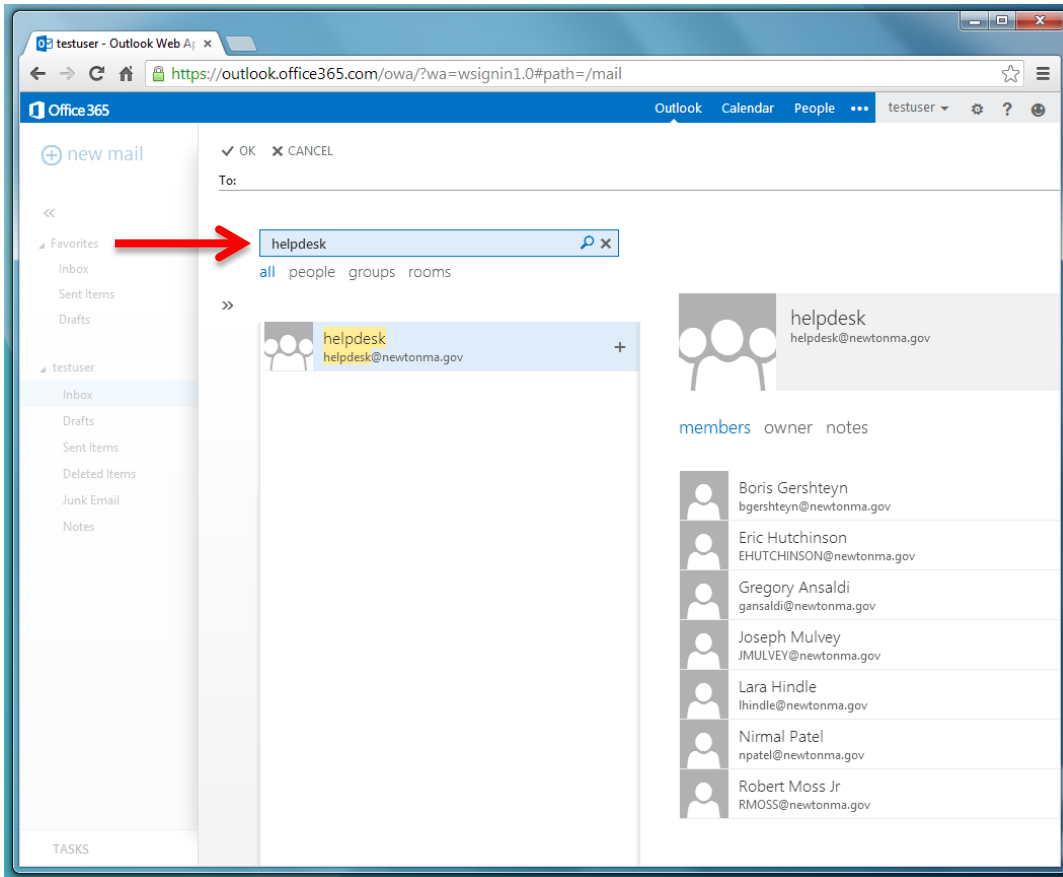 testuser - Outlook Web Ap
https://outlook.office365.com/owa/?wa=wsignin1.0#path=/mail
Office 365
Outlook Calendar People ••• testuser ?
new mail
OK CANCEL
To:
Favorites
Inbox
Sent Items
Drafts
testuser
Inbox
Drafts
Sent Items
Deleted Items
Junk Email
Notes
TASKS
helpdesk
all people groups rooms
helpdesk
helpdesk@newtonma.gov
helpdesk
helpdesk@newtonma.gov
members owner notes
Boris Gershteyn
bgershteyn@newtonma.gov
Eric Hutchinson
EHUTCHINSON@newtonma.gov
Gregory Ansaldi
gansaldi@newtonma.gov
Joseph Mulvey
JMULVEY@newtonma.gov
Lara Hindle
lhindle@newtonma.gov
Nirmal Patel
npatel@newtonma.gov
Robert Moss Jr
RMOSS@newtonma.gov